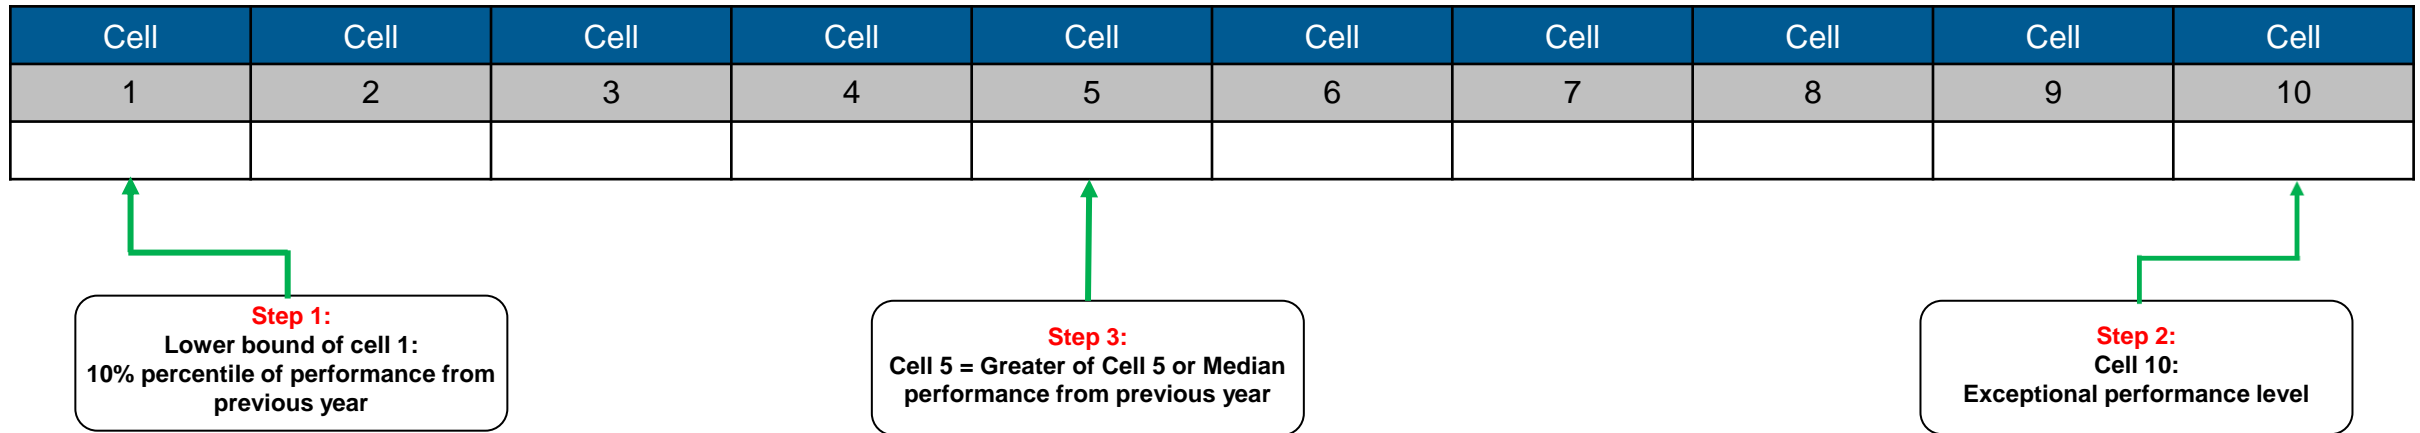 Cell Cell Cell Cell Cell Cell Cell Cell Cell Cell
1 2 3 4 5 6 7 8 9 10
Step 1:
Lower bound of cell 1:
10% percentile of performance from
previous year
Step 3:
Cell 5 = Greater of Cell 5 or Median
performance from previous year
Step 2:
Cell 10:
Exceptional performance level